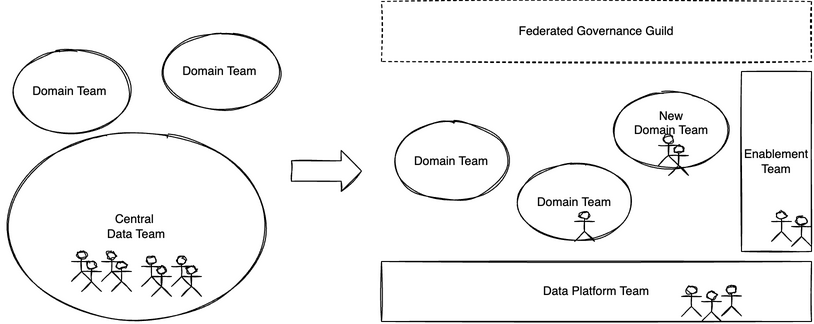 Domain Team
Domain Team
Central
Data Team
Federated Governance Guild
Domain Team
New
Domain Team
Domain Team
Enablement
Team
Data Platform Team